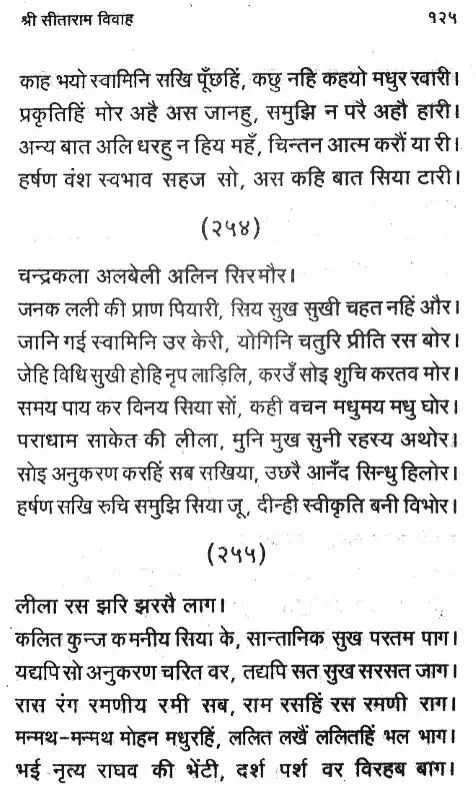 श्री सीताराम विवाह १२५
काह भयो स्वामिनि सखि पूँछहिं, कछु नहि कहयो मधुर रवारी।
प्रकृतिहिं मोर अहै अस जानहु, समुझि न परै अहौ हारी।
अन्य बात अलि धरहु न हिय महँ, चिन्तन आत्म करौं या री।
हर्षण वंश स्वभाव सहज सो, अस कहि बात सिया टारी।
(२५४)
चन्द्रकला अलबेली अलिन सिरमौर।
जनक लली की प्राण पियारी, सिय सुख सुखी चहत नहिं और।
जानि गई स्वामिनि उर केरी, योगिनि चतुरि प्रीति रस बोर।
जेहि विधि सुखी होहि नृप लाड़िलि, करउँ सोइ शुचि करतव मोर।
समय पाय कर विनय सिया सों, कही वचन मधुमय मधु घोर।
पराधाम साकेत की लीला, मुनि मुख सुनी रहस्य अथोर।
सोइ अनुकरण करहिं सब सखिया, उछरै आनँद सिन्धु हिलोर।
हर्षण सखि रुचि समुझि सिया जू, दीन्ही स्वीकृति बनी विभोर।
(२५५)
लीला रस झरि झरसै लाग।
कलित कुन्ज कमनीय सिया के, सान्तानिक सुख परतम पाग।
यद्यपि सो अनुकरण चरित वर, तद्यपि सत सुख सरसत जाग।
रास रंग रमणीय रमी सब, राम रसहिं रस रमणी राग।
मन्मथ-मन्मथ मोहन मधुरहिं, ललित लखैं ललितहिं भल भाग।
भई नृत्य राघव की भेंटी, दर्श पर्श वर विरहब बाग।